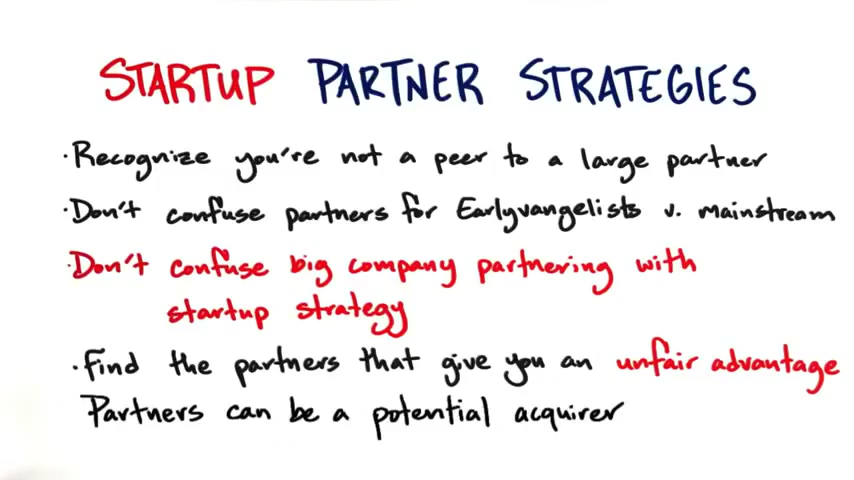 STARTUP PARTNER STRATEGIES
· Recognize you're not a peer to a large partner
· Don't confuse partners for Earlyvangelists v. mainstream
· Don't confuse big company partnering with
startup strategy
· Find the partners that give you an unfair advantage
Partners can be a potential acquirer